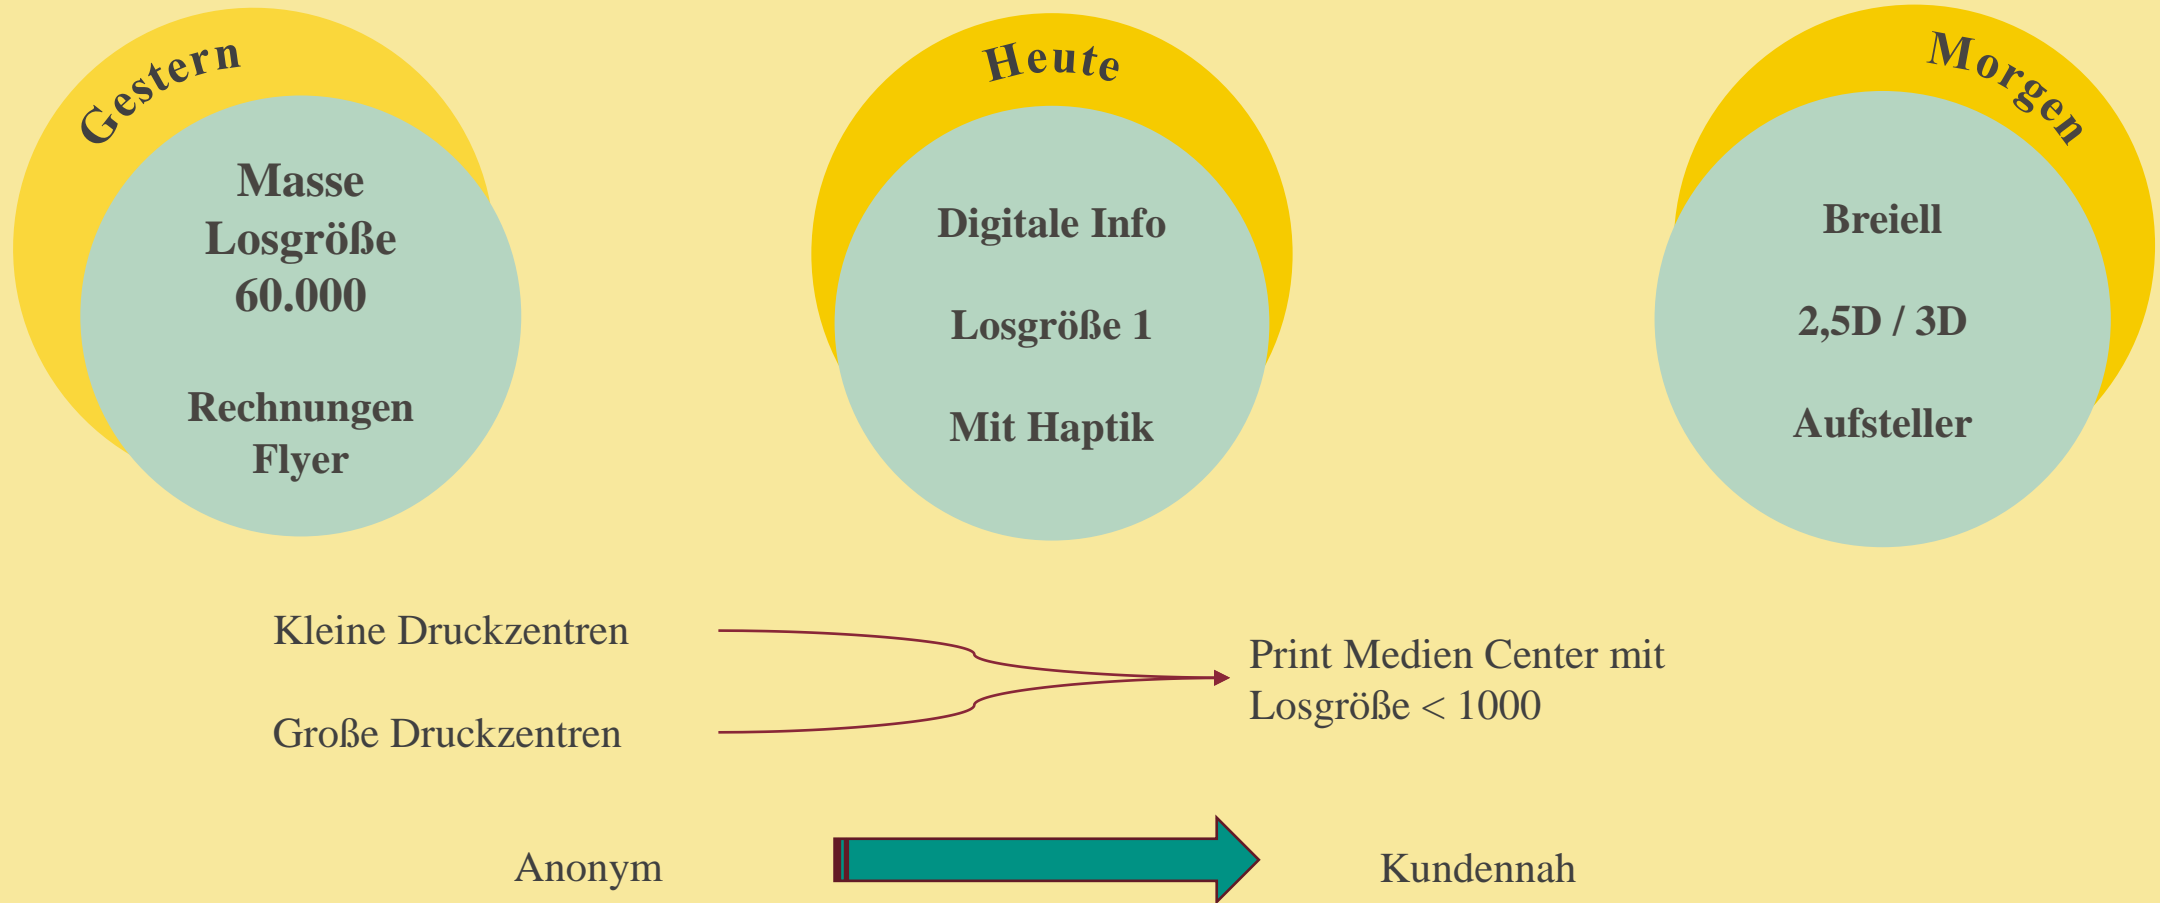 Gestern
Masse
Losgröße
60.000
Rechnungen
Flyer
Heute
Digitale Info
Losgröße 1
Mit Haptik
Morgen
Breiell
2,5D / 3D
Aufsteller
Kleine Druckzentren
Große Druckzentren
Print Medien Center mit
Losgröße < 1000
Anonym
Kundennah